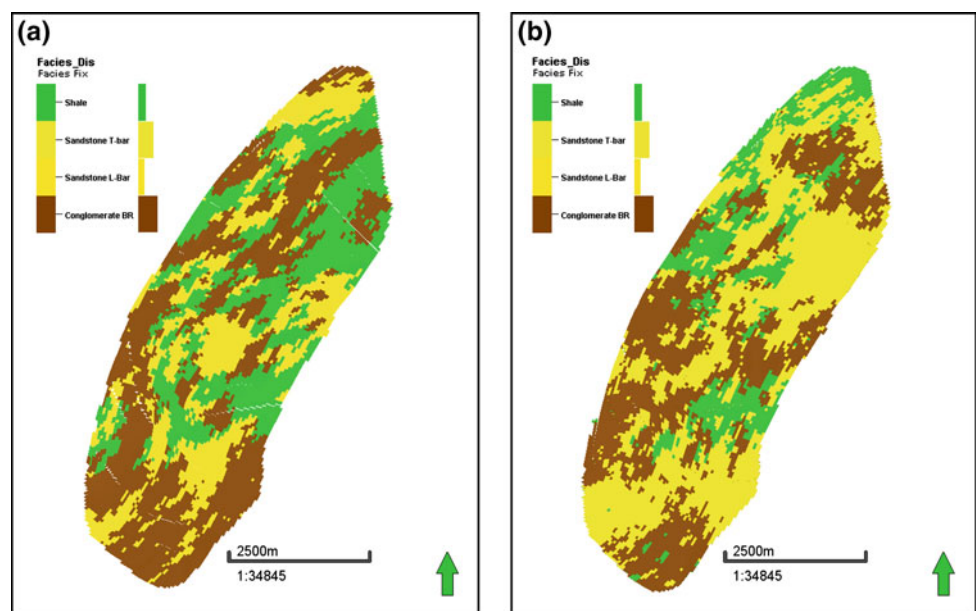 (a)
Facies_Dis
Facies Fix
Shale
Sandstone T-bar
Sandstone L-Bar
Conglomerate BR
2500m
1:34845
(b)
Facies_Dis
Facies Fix
Shale
Sandstone T-bar
Sandstone L-Bar
Conglomerate BR
2500m
1:34845